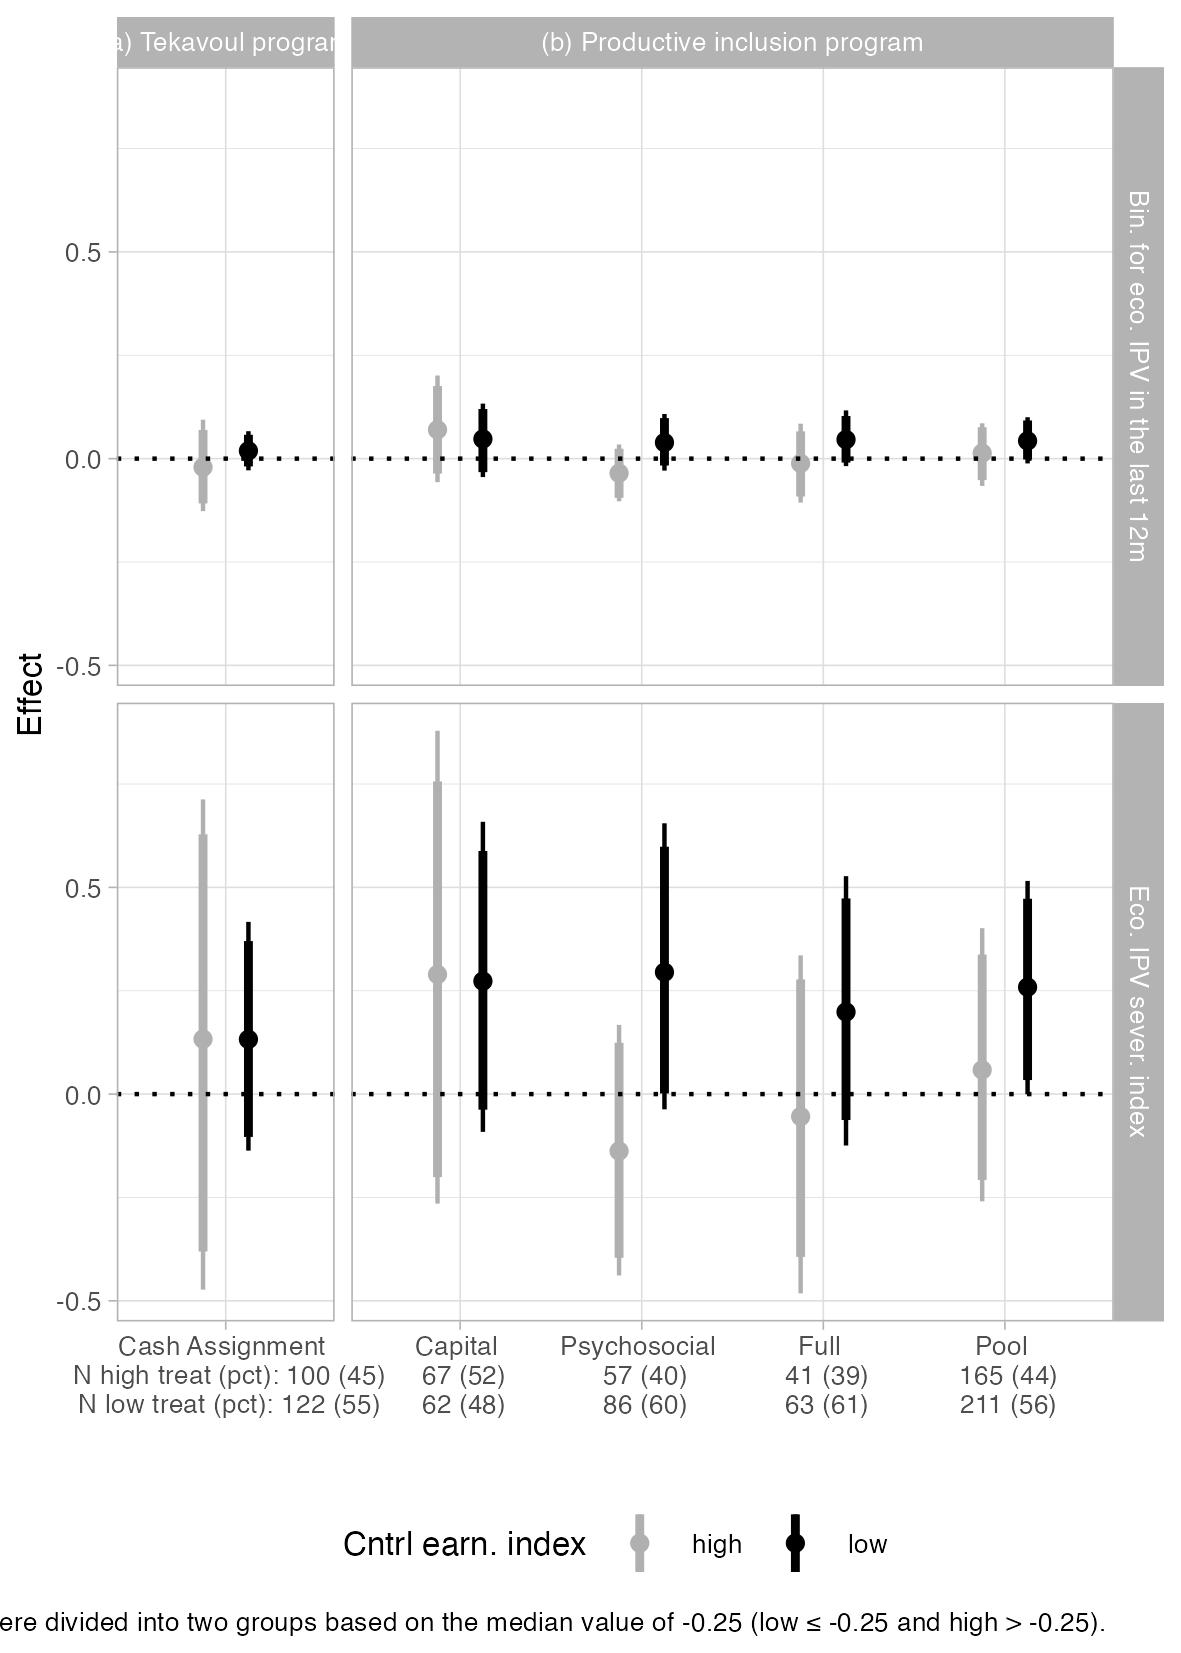 a) Tekavoul progra
(b) Productive inclusion program
Bin. for eco. IPV in the last 12m
0.5
0.0
-0.5
Effect
Eco. IPV sever. index
0.5
0.0
-0.5
Cash Assignment Capital Psychosocial Full Pool
N high treat (pct): 100 (45) 67 (52) 57 (40) 41 (39) 165 (44)
N low treat (pct): 122 (55) 62 (48) 86 (60) 63 (61) 211 (56)
Cntrl earn. index high low
ere divided into two groups based on the median value of -0.25 (low ≤ -0.25 and high > -0.25).